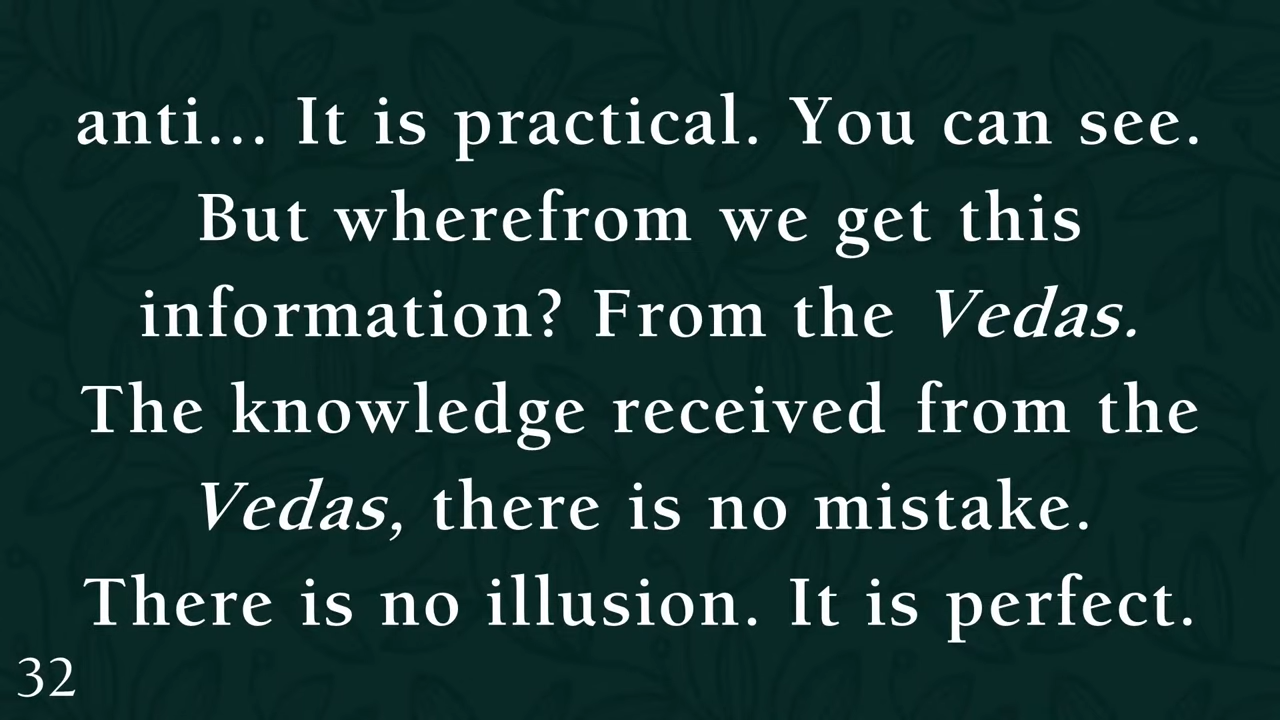 anti... It is practical. You can see.
But wherefrom we get this
information? From the Vedas.
The knowledge received from the
Vedas, there is no mistake.
There is no illusion. It is perfect.
32